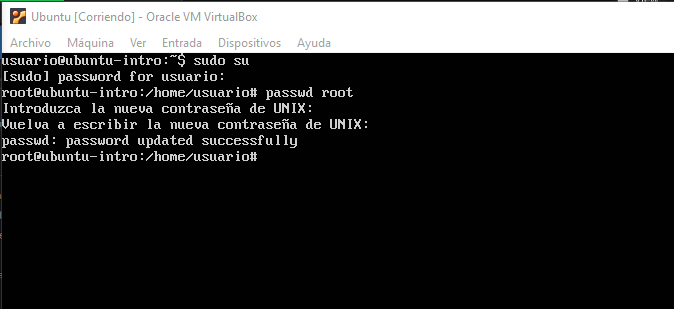 Ubuntu [Corriendo] - Oracle VM VirtualBox
Archivo Máquina Ver Entrada Dispositivos Ayuda
usuario@ubuntu-intro:~$ sudo su
[sudo] password for usuario:
root@ubuntu-intro:/home/usuario# passwd root
Introduzca la nueva contraseña de UNIX:
Vuelva a escribir la nueva contraseña de UNIX:
passwd: password updated successfully
root@ubuntu-intro:/home/usuario#